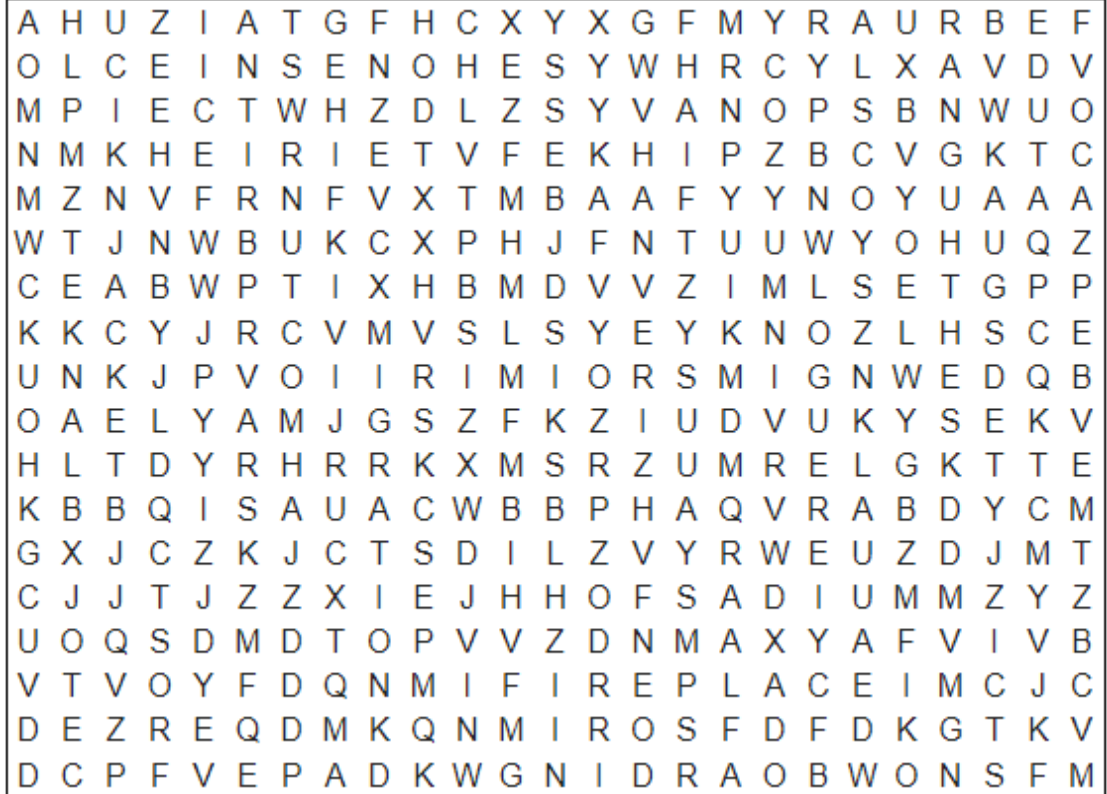 A H U Z I A T G F H C X Y X G F M Y R A U R B E F
O L C E I N S E N O H E S Y W H R C Y L X A V D V
M P I E C T W H Z D L Z S Y V A N O P S B N W U O
N M K H E I R I E T V F E K H I P Z B C V G K T C
M Z N V F R N F V X T M B A A F Y Y N O Y U A A A
W T J N W B U K C X P H J F N T U U W Y O H U Q Z
C E A B W P T I X H B M D V V Z I M L S E T G P P
K K C Y J R C V M V S L S Y E Y K N O Z L H S C E
U N K J P V O I I R I M I O R S M I G N W E D Q B
O A E L Y A M J G S Z F K Z I U D V U K Y S E K V
H L T D Y R H R R K X M S R Z U M R E L G K T T E
K B B Q I S A U A C W B B P H A Q V R A B D Y C M
G X J C Z K J C T S D I L Z V Y R W E U Z D J M T
C J J T J Z Z X I E J H H O F S A D I U M M Z Y Z
U O Q S D M D T O P V V Z D N M A X Y A F V I V B
V T V O Y F D Q N M I F I R E P L A C E I M C J C
D E Z R E Q D M K Q N M I R O S F D F D K G T K V
D C P F V E P A D K W G N I D R A O B W O N S F M